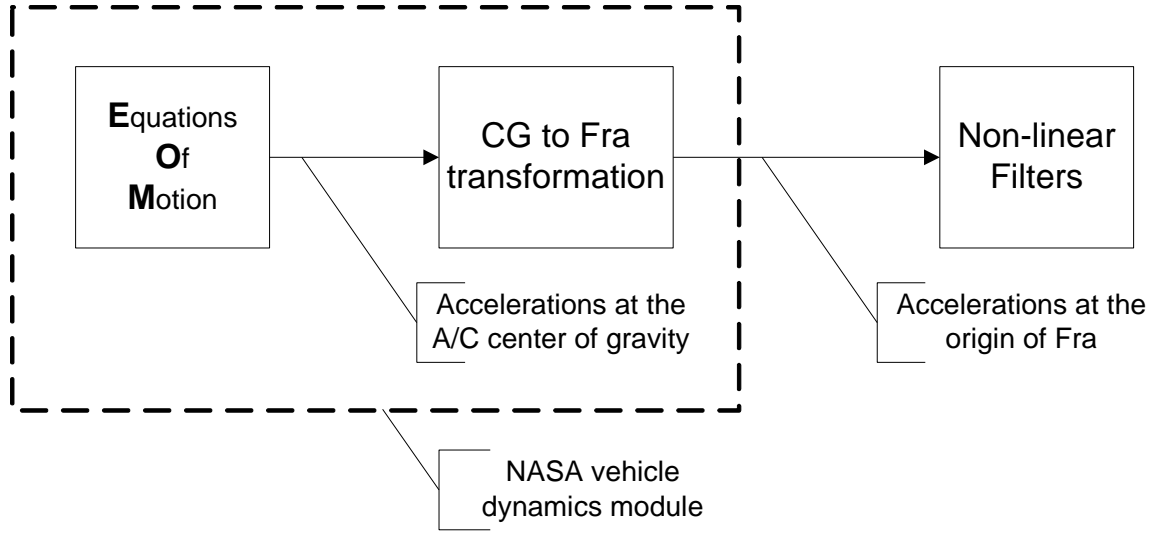 Equations
Of
Motion
CG to Fra
transformation
Non-linear
Filters
Accelerations at the
A/C center of gravity
Accelerations at the
origin of Fra
NASA vehicle
dynamics module